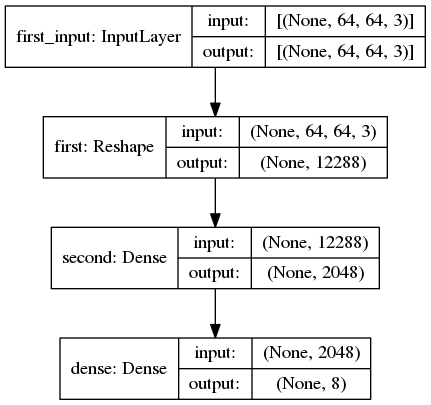 first_input: InputLayer
input: [(None, 64, 64, 3)]
output: [(None, 64, 64, 3)]
first: Reshape
input: (None, 64, 64, 3)
output: (None, 12288)
second: Dense
input: (None, 12288)
output: (None, 2048)
dense: Dense
input: (None, 2048)
output: (None, 8)